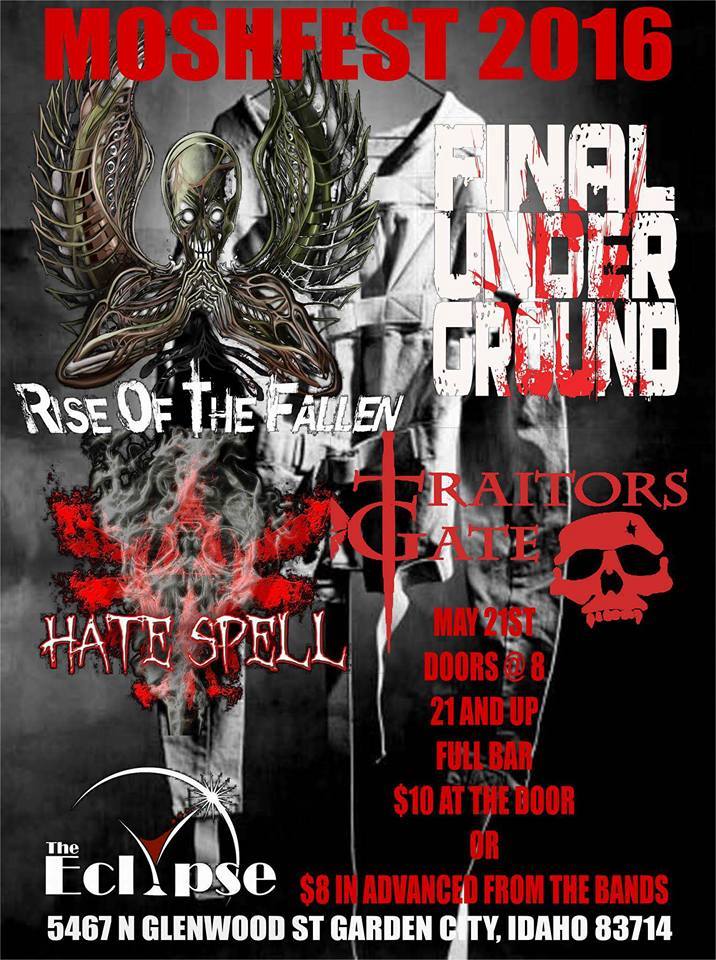 MOSHFEST 2016
FINAL
UNDER
GROUND
RISE OF THE FALLEN
TRAITORS
GATE
HATE SPELL
MAY 21ST
DOORS @ 8
21 AND UP
FULL BAR
$10 AT THE DOOR
OR
$8 IN ADVANCED FROM THE BANDS
The
Eclipse
5467 N GLENWOOD ST GARDEN CITY, IDAHO 83714